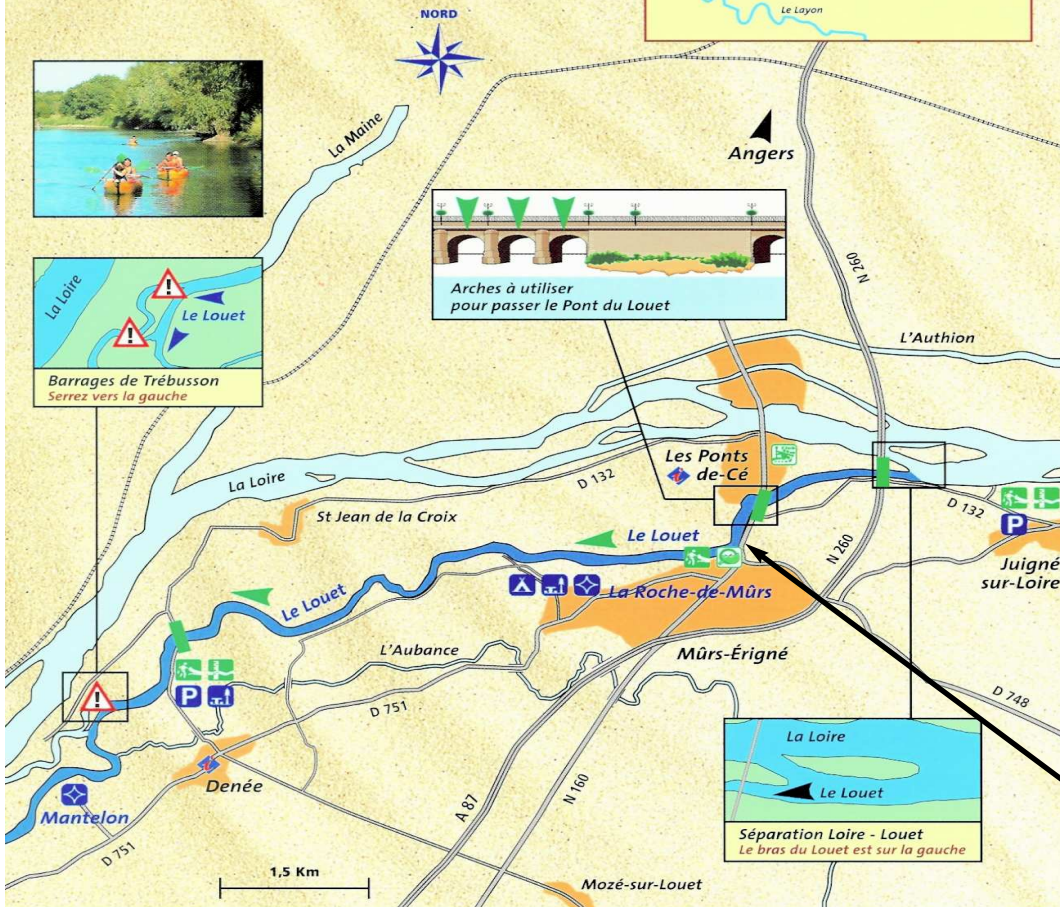 Le Layon
NORD
La Maine
Angers
N 260
La Loire
Le Louet
Barrages de Trébusson
Serrez vers la gauche
Arches à utiliser
pour passer le Pont du Louet
L'Authion
Les Ponts
de-Cé
La Loire
D 132
St Jean de la Croix
D 132
P
Juigné
sur-Loire
Le Louet
N 260
Le Louet
La Roche-de-Mûrs
L'Aubance
Mûrs-Érigné
P
D 751
D 748
La Loire
Le Louet
Séparation Loire - Louet
Le bras du Louet est sur la gauche
Denée
Mantelon
D 751
A 87
N 160
1,5 Km
Mozé-sur-Louet